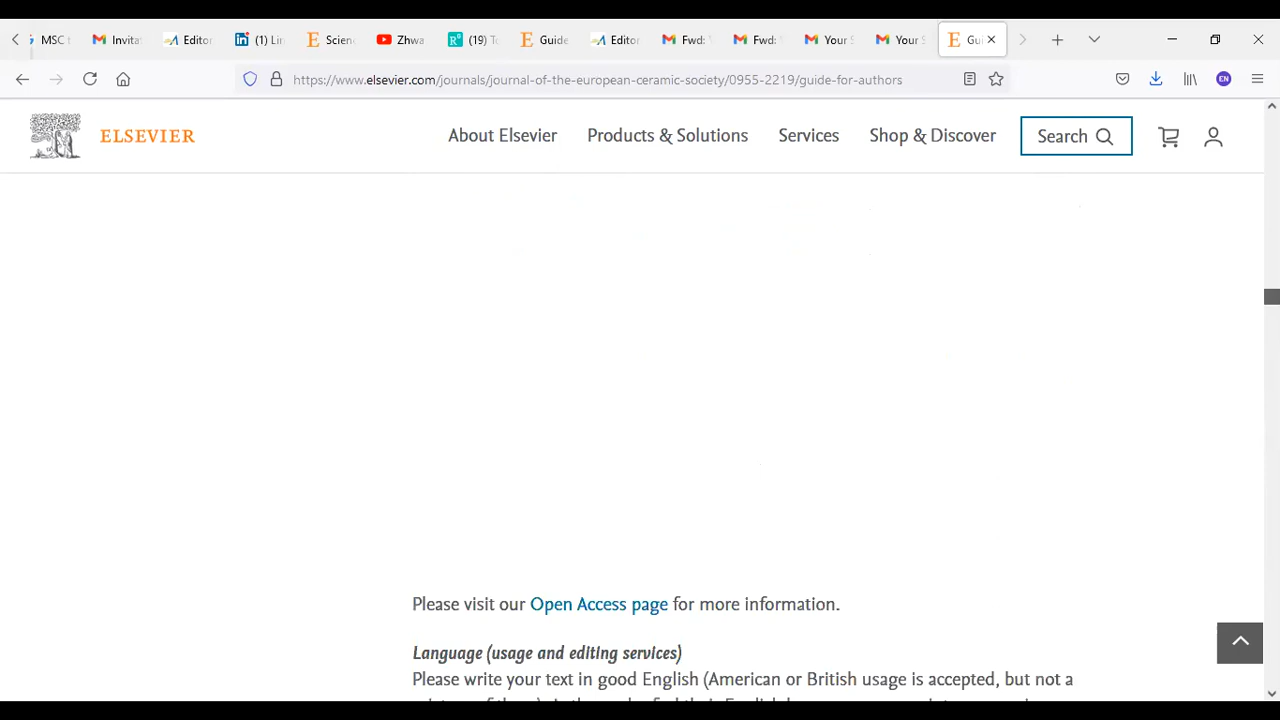 MSC
Invita
Editor
(1) Lin
Scienc
Zhwa
(19) To
Guide
Editor
Fwd:
Fwd:
Your S
Your S
Gui
https://www.elsevier.com/journals/journal-of-the-european-ceramic-society/0955-2219/guide-for-authors
EN
ELSEVIER
About Elsevier
Products & Solutions
Services
Shop & Discover
Search
Please visit our Open Access page for more information.
Language (usage and editing services)
Please write your text in good English (American or British usage is accepted, but not a